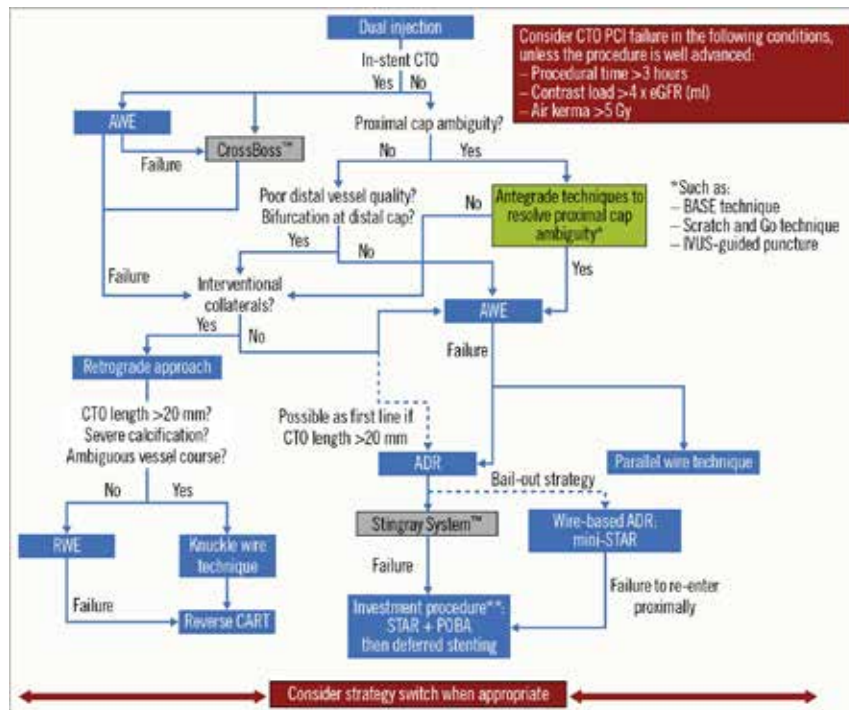 Dual injection
Consider CTO PCI failure in the following conditions,
unless the procedure is well advanced:
– Procedural time >3 hours
– Contrast load >4 x eGFR (ml)
– Air kerma >5 Gy
In-stent CTO
Yes
No
AWE
Failure
CrossBoss™
Proximal cap ambiguity?
No
Yes
Poor distal vessel quality?
Bifurcation at distal cap?
No
Antegrade techniques to
resolve proximal cap
ambiguity*
*Such as:
– BASE technique
– Scratch and Go technique
– IVUS-guided puncture
Yes
No
Yes
Failure
Interventional
collaterals?
AWE
Yes
No
Failure
Retrograde approach
CTO length >20 mm?
Severe calcification?
Ambiguous vessel course?
Possible as first line if
CTO length >20 mm
ADR
Parallel wire technique
Bail-out strategy
No
Yes
Stingray System™
Wire-based ADR:
mini-STAR
RWE
Knuckle wire
technique
Failure
Failure to re-enter
proximally
Failure
Reverse CART
Investment procedure**:
STAR + POBA
then deferred stenting
Consider strategy switch when appropriate